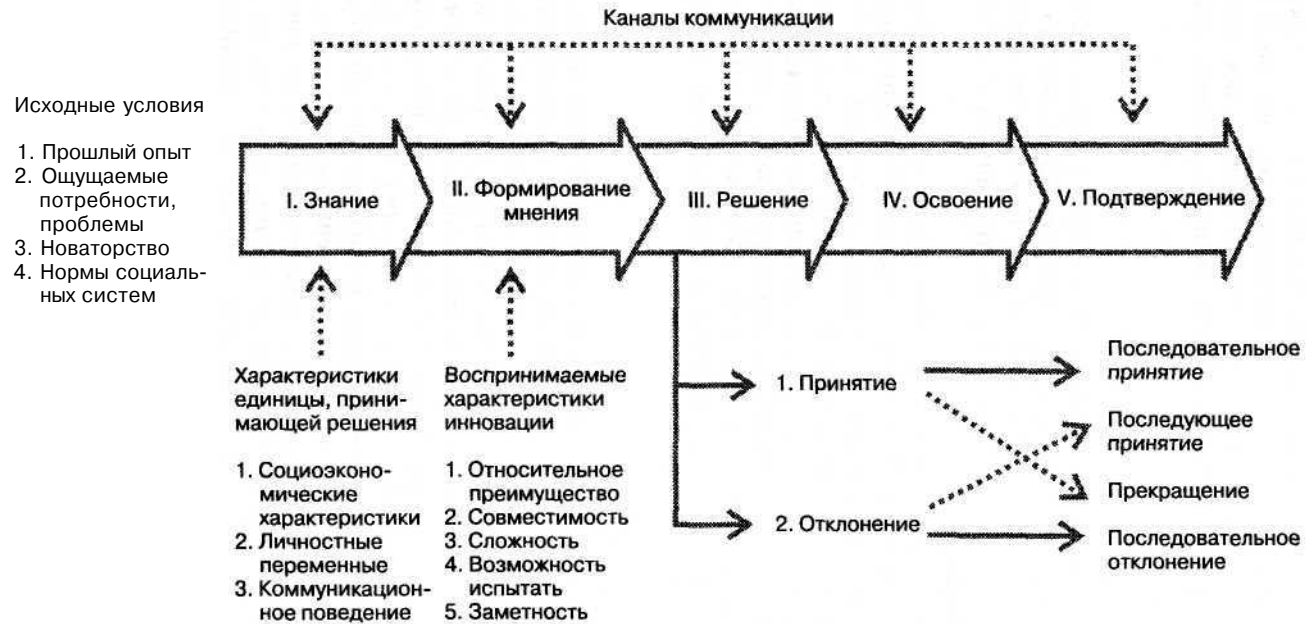 Каналы коммуникации
Исходные условия
1. Прошлый опыт
2. Ощущаемые
потребности,
проблемы
3. Новаторство
4. Нормы социаль-
ных систем
I. Знание
II. Формирование
мнения
III. Решение
IV. Освоение
V. Подтверждение
Характеристики
единицы, прини-
мающей решения
1. Социоэконо-
мические
характеристики
2. Личностные
переменные
3. Коммуникацион-
ное поведение
Воспринимаемые
характеристики
инновации
1. Относительное
преимущество
2. Совместимость
3. Сложность
4. Возможность
испытать
5. Заметность
1. Принятие
2. Отклонение
Последовательное
принятие
Последующее
принятие
Прекращение
Последовательное
отклонение